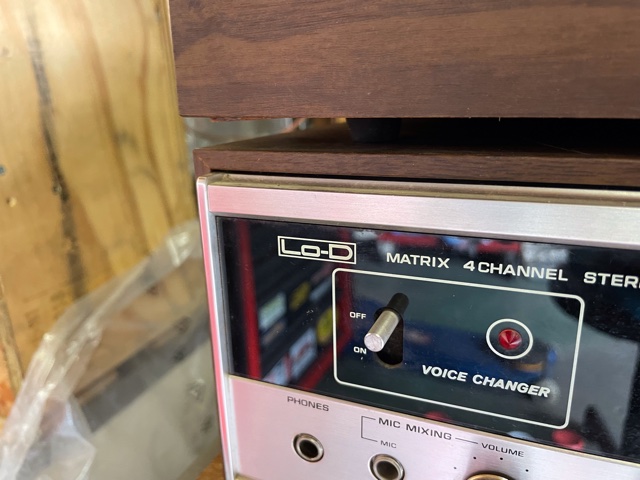 Lo-D
MATRIX 4CHANNEL STER
OFF
ON
VOICE CHANGER
PHONES
MIC MIXING
MIC
VOLUME